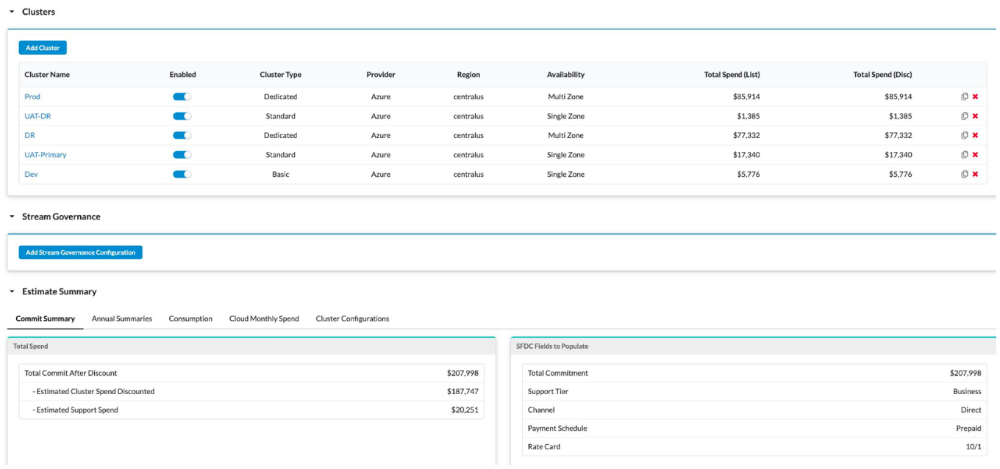 Clusters
Add Cluster
Cluster Name Enabled Cluster Type Provider Region Availability Total Spend (List) Total Spend (Disc)
Prod Dedicated Azure centralus Multi Zone $85,914 $85,914
UAT-DR Standard Azure centralus Single Zone $1,385 $1,385
DR Dedicated Azure centralus Multi Zone $77,332 $77,332
UAT-Primary Standard Azure centralus Single Zone $17,340 $17,340
Dev Basic Azure centralus Single Zone $5,776 $5,776
Stream Governance
Add Stream Governance Configuration
Estimate Summary
Commit Summary Annual Summaries Consumption Cloud Monthly Spend Cluster Configurations
Total Spend
Total Commit After Discount $207,998
- Estimated Cluster Spend Discounted $187,747
- Estimated Support Spend $20,251
SFDC Fields to Populate
Total Commitment $207,998
Support Tier Business
Channel Direct
Payment Schedule Prepaid
Rate Card 10/1